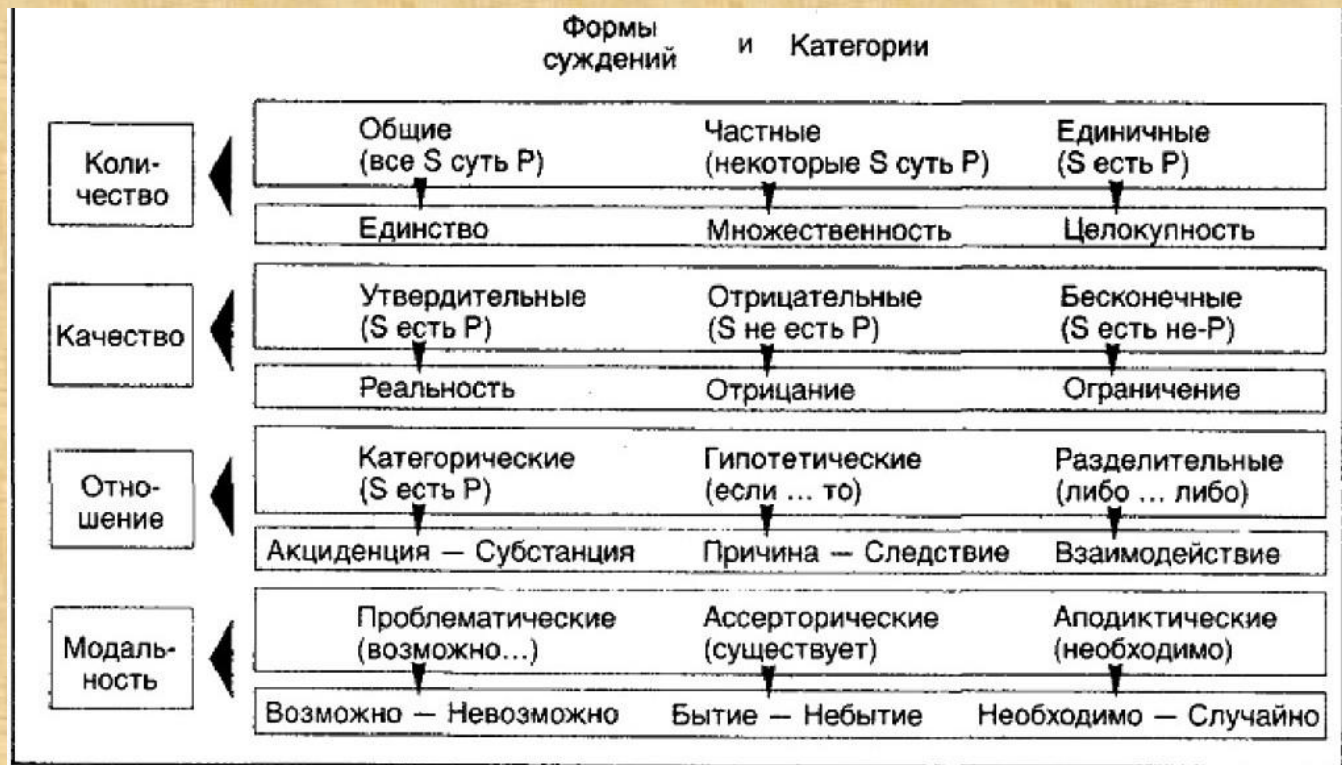 Формы
суждений и Категории
Коли-
чество
Общие Частные Единичные
(все S суть P) (некоторые S суть P) (S есть P)
Единство Множественность Целокупность
Качество
Утвердительные Отрицательные Бесконечные
(S есть P) (S не есть P) (S есть не-P)
Реальность Отрицание Ограничение
Отно-
шение
Категорические Гипотетические Разделительные
(S есть P) (если ... то) (либо ... либо)
Акциденция — Субстанция Причина — Следствие Взаимодействие
Модаль-
ность
Проблематические Ассерторические Аподиктические
(возможно...) (существует) (необходимо)
Возможно — Невозможно Бытие — Небытие Необходимо — Случайно